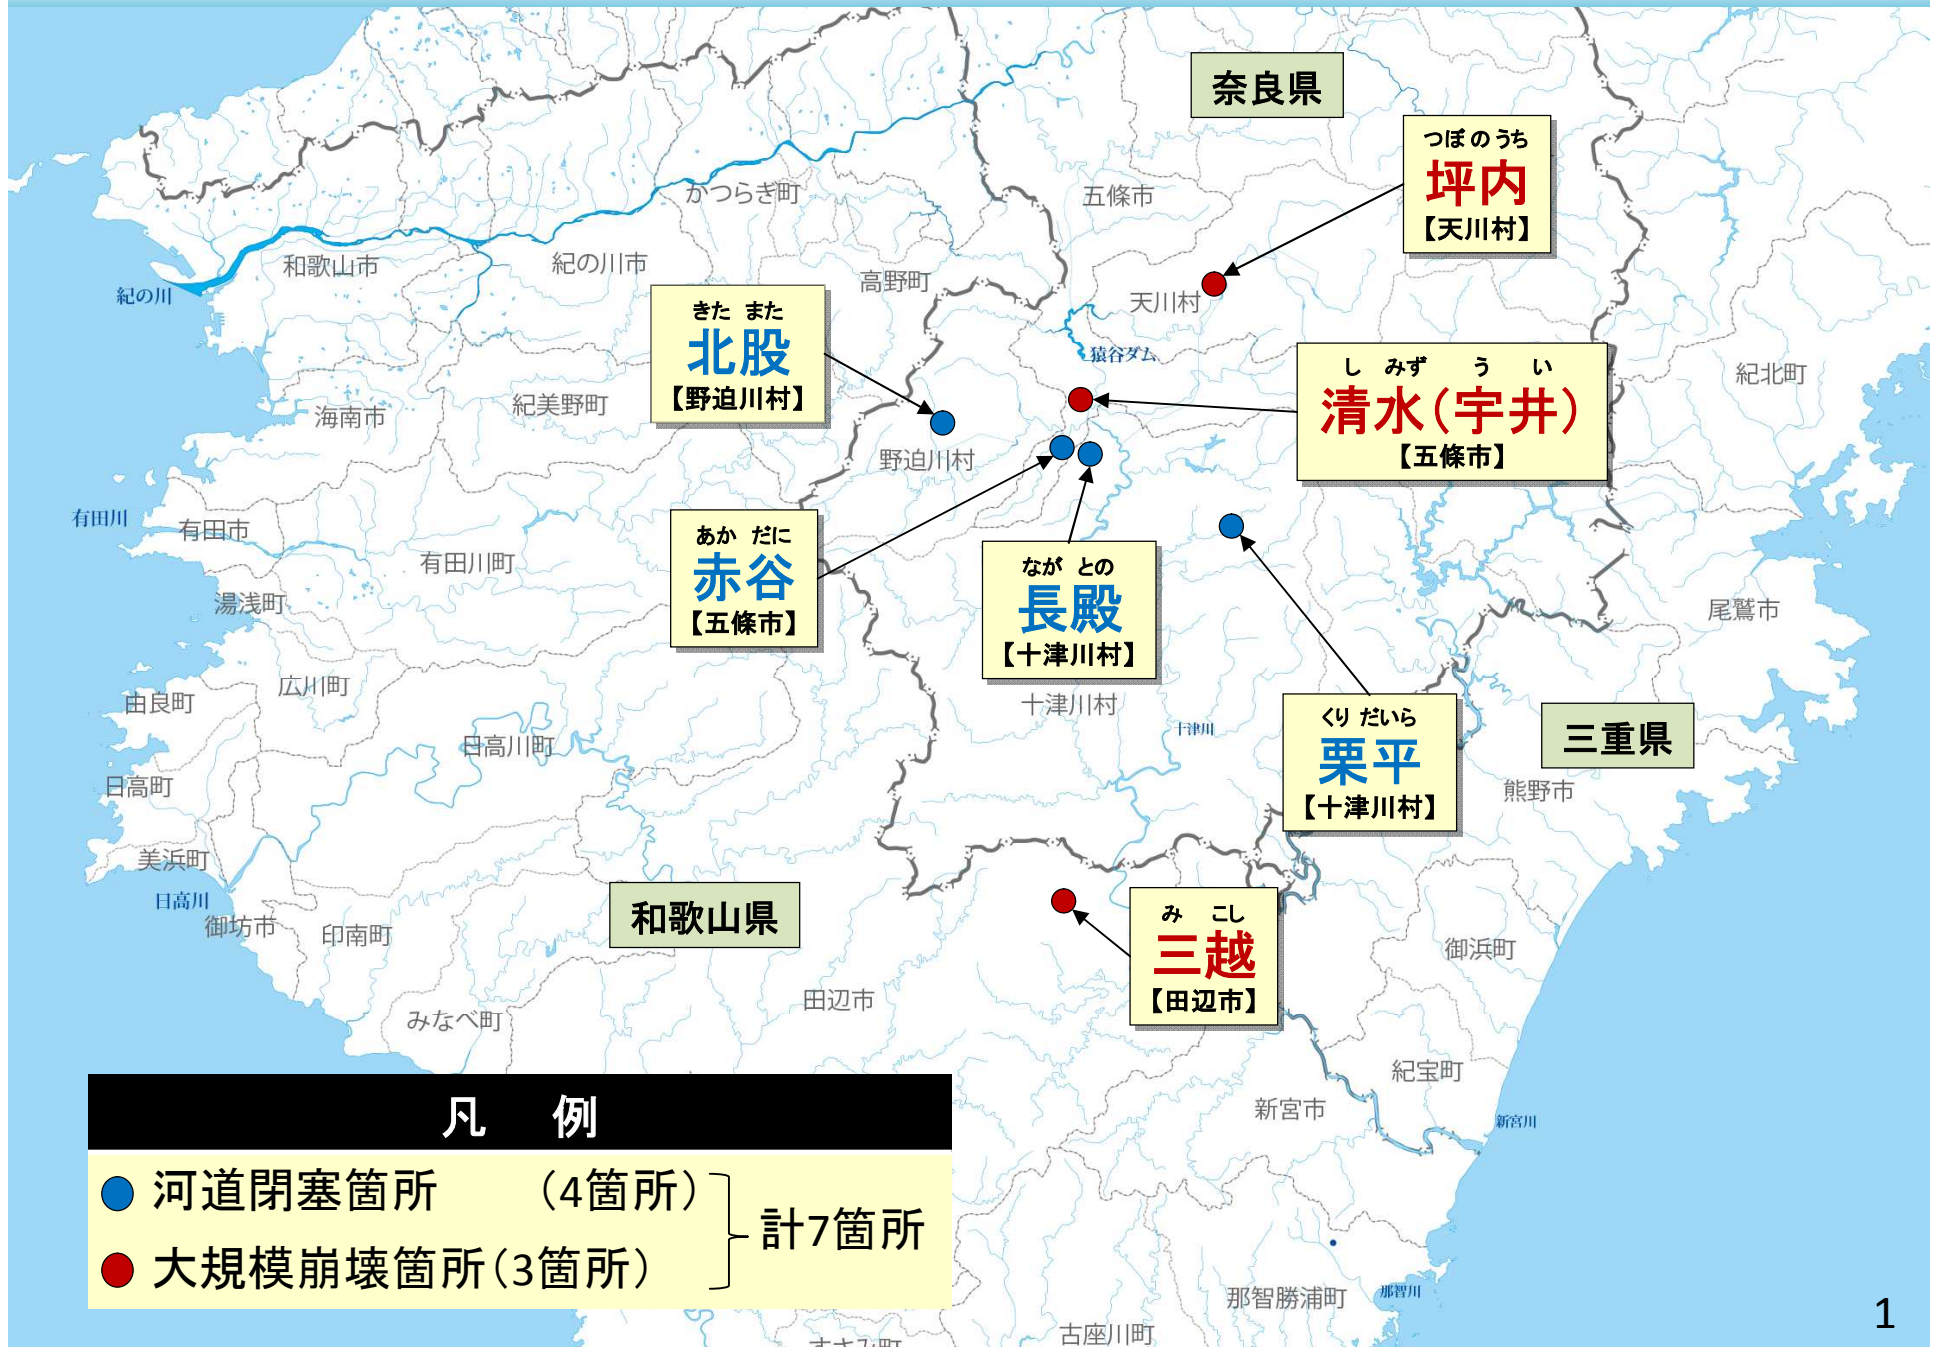 奈良県
つぼのうち
坪内
【天川村】
かつらぎ町
五條市
和歌山市
紀の川市
高野町
紀の川
天川村
きた また
北股
【野迫川村】
猿谷ダム
し みず う い
清水(宇井)
【五條市】
紀北町
海南市
紀美野町
野迫川村
有田川
有田市
有田川町
あか だに
赤谷
【五條市】
なが との
長殿
【十津川村】
湯浅町
尾鷲市
広川町
由良町
十津川村
十津川
くり だいら
栗平
【十津川村】
三重県
日高川町
日高町
熊野市
美浜町
日高川
御坊市
印南町
和歌山県
み こし
三越
【田辺市】
御浜町
田辺市
みなべ町
紀宝町
新宮市
新宮川
凡 例
河道閉塞箇所 (4箇所)
大規模崩壊箇所(3箇所)
計7箇所
那智勝浦町
那智川
古座川町
すさみ町
1